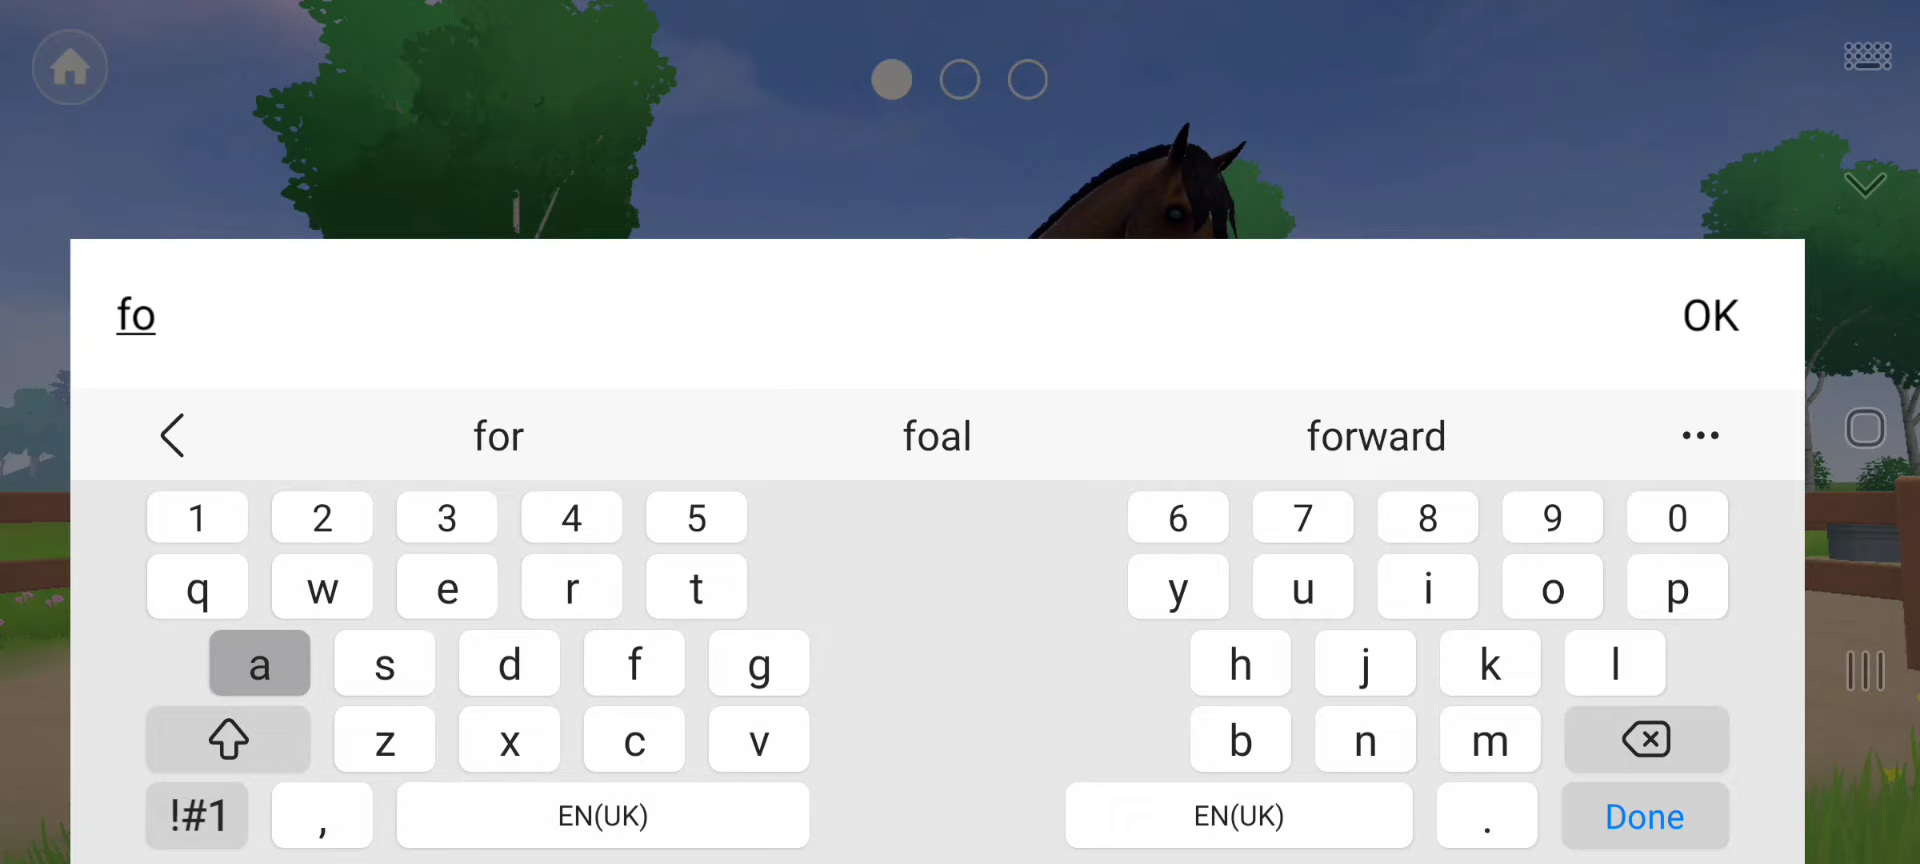 fo
OK
for foal forward
1 2 3 4 5 6 7 8 9 0
q w e r t y u i o p
a s d f g h j k l
z x c v b n m
!#1 , EN(UK) EN(UK) . Done